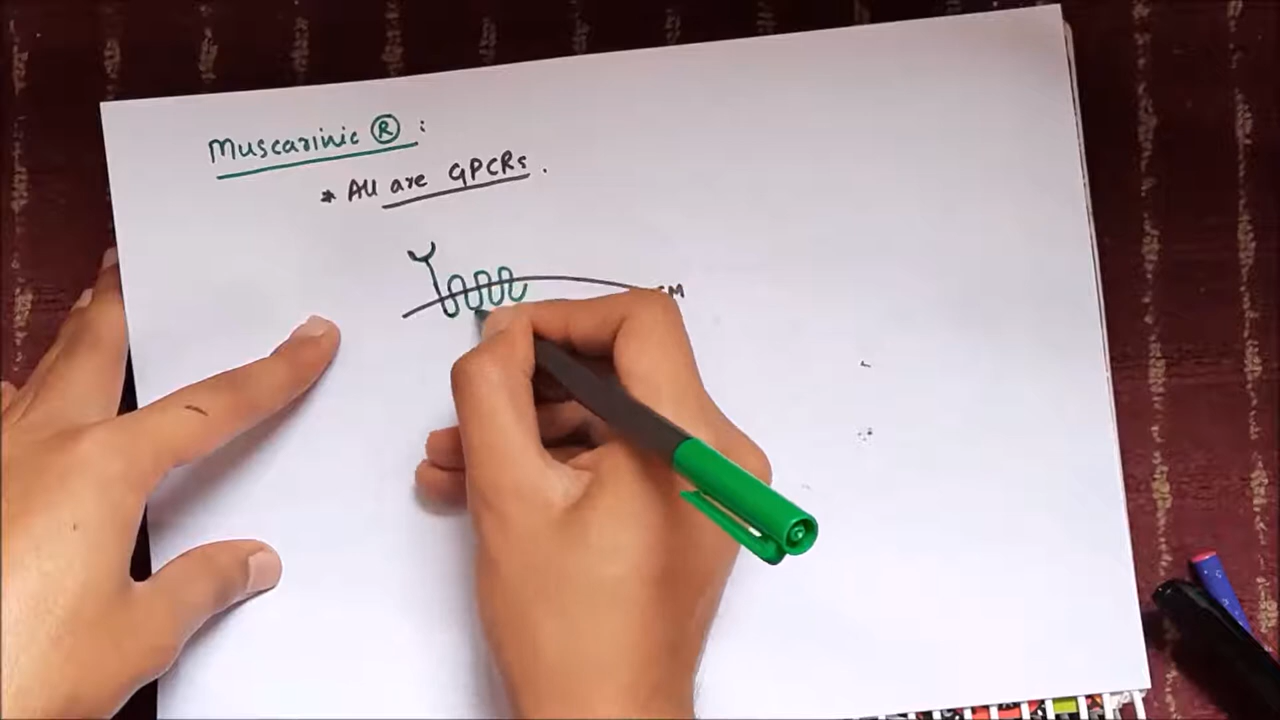 Muscarinic Ⓡ :
* All are GPCRs.